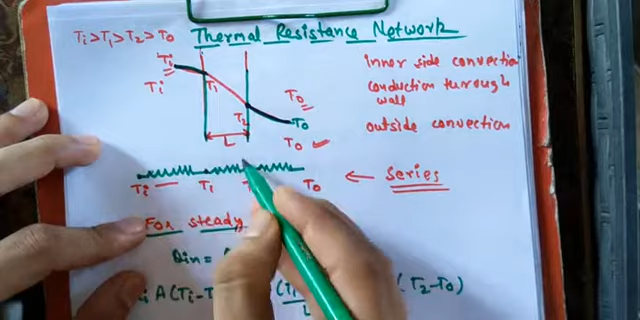 Ti>T1>T2>To Thermal Resistance Network
Ti
Ti
T1
T2
To
To
To
L
inner side convection
conduction through
wall
outside convection
Ti T1 To ← Series
For steady
Qin =
A(Ti-T (T2-To)